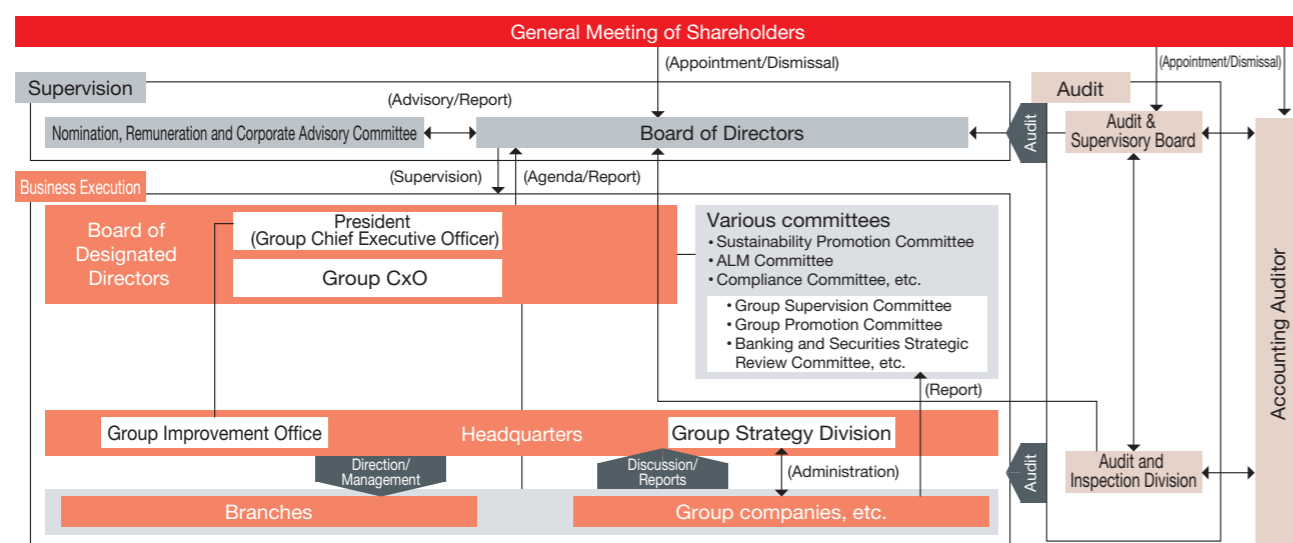 General Meeting of Shareholders
(Appointment/Dismissal)
(Appointment/Dismissal)
Supervision
Audit
(Advisory/Report)
Nomination, Remuneration and Corporate Advisory Committee
Board of Directors
Audit
Audit &
Supervisory Board
(Supervision)
(Agenda/Report)
Business Execution
Board of
Designated
Directors
President
(Group Chief Executive Officer)
Group CxO
Various committees
• Sustainability Promotion Committee
• ALM Committee
• Compliance Committee, etc.
• Group Supervision Committee
• Group Promotion Committee
• Banking and Securities Strategic
Review Committee, etc.
Accounting Auditor
(Report)
Group Improvement Office
Headquarters
Group Strategy Division
Direction/
Management
Discussion/
Reports
(Administration)
Audit
Audit and
Inspection Division
Branches
Group companies, etc.